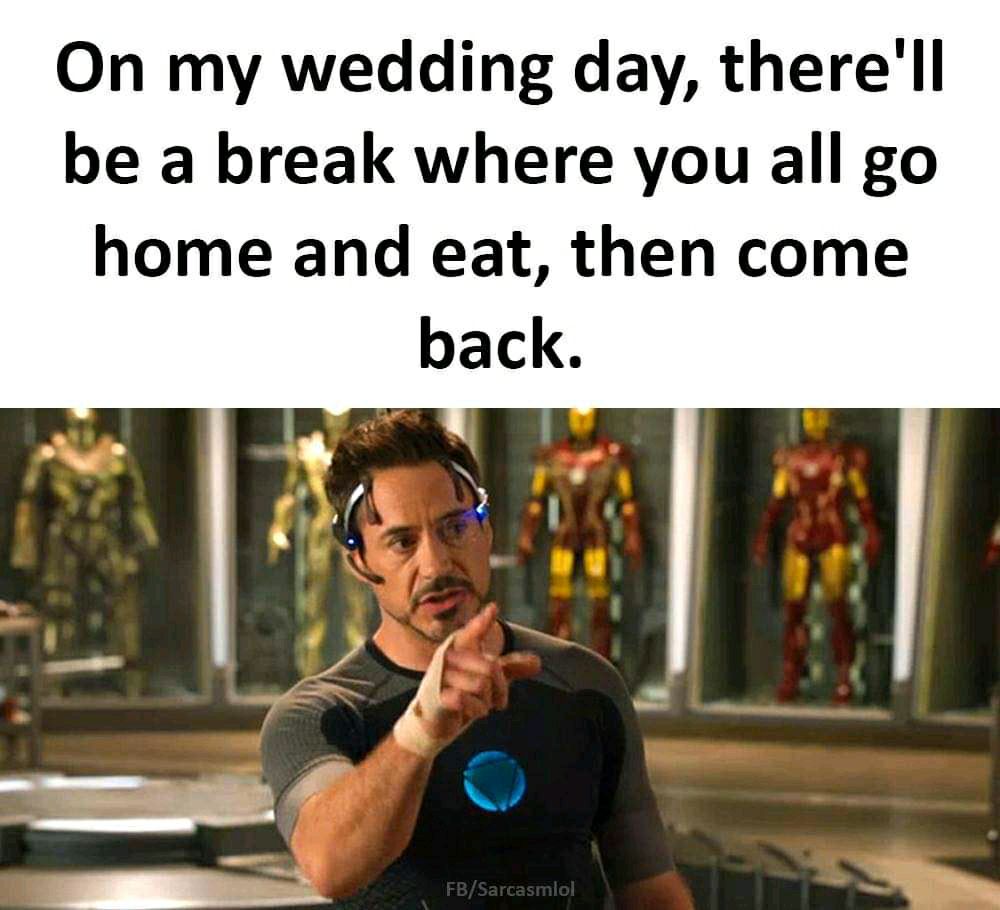 On my wedding day, there'll
be a break where you all go
home and eat, then come
back.
FB/Sarcasmlol